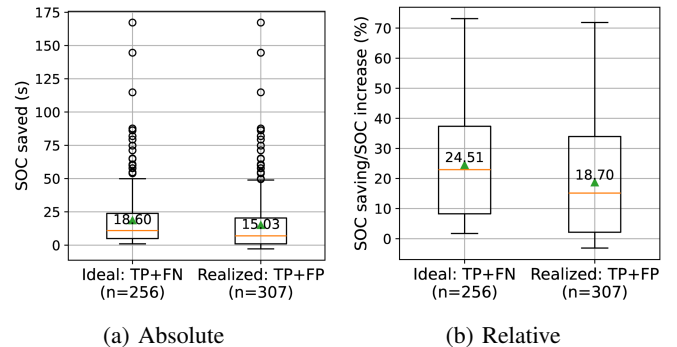 175
150
125
100
75
50
25
0
SOC saved (s)
18.60
15.03
Ideal: TP+FN
(n=256)
Realized: TP+FP
(n=307)
(a) Absolute
70
60
50
40
30
20
10
0
SOC saving/SOC increase (%)
24.51
18.70
Ideal: TP+FN
(n=256)
Realized: TP+FP
(n=307)
(b) Relative